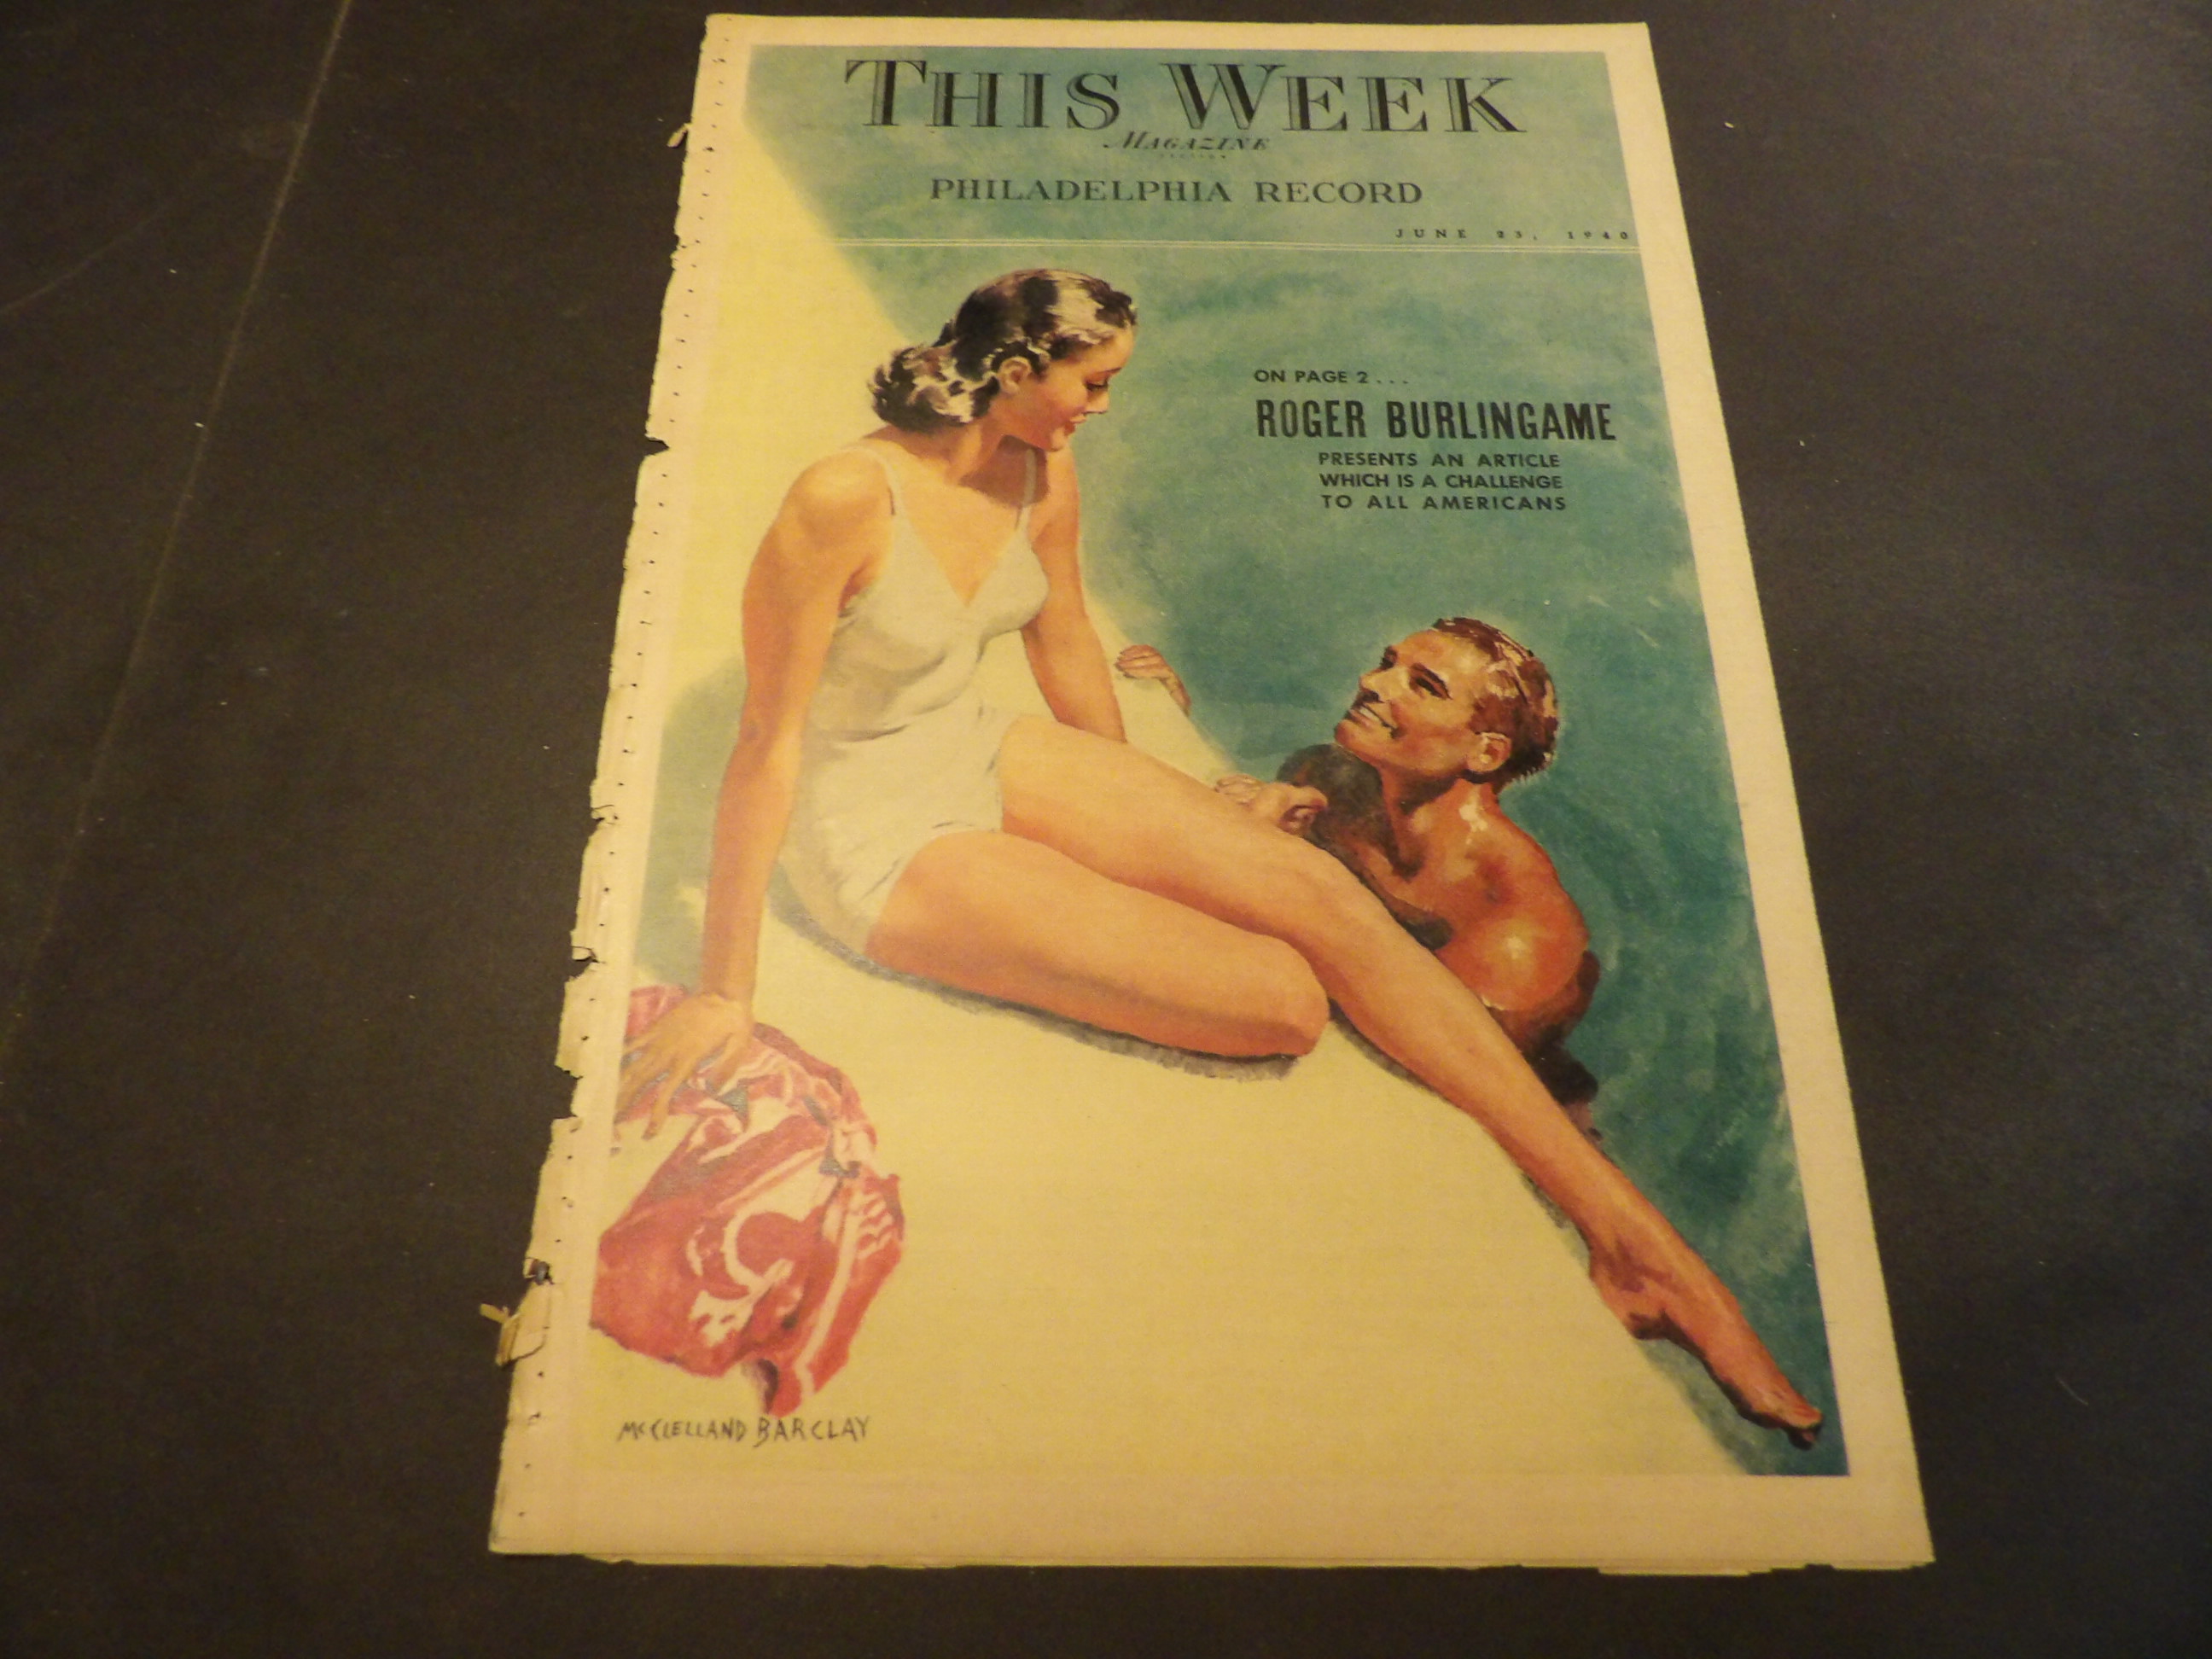 THIS WEEK
MAGAZINE
SECTION
PHILADELPHIA RECORD
JUNE 23, 1940
ON PAGE 2...
ROGER BURLINGAME
PRESENTS AN ARTICLE
WHICH IS A CHALLENGE
TO ALL AMERICANS
MCCLELLAND BARCLAY